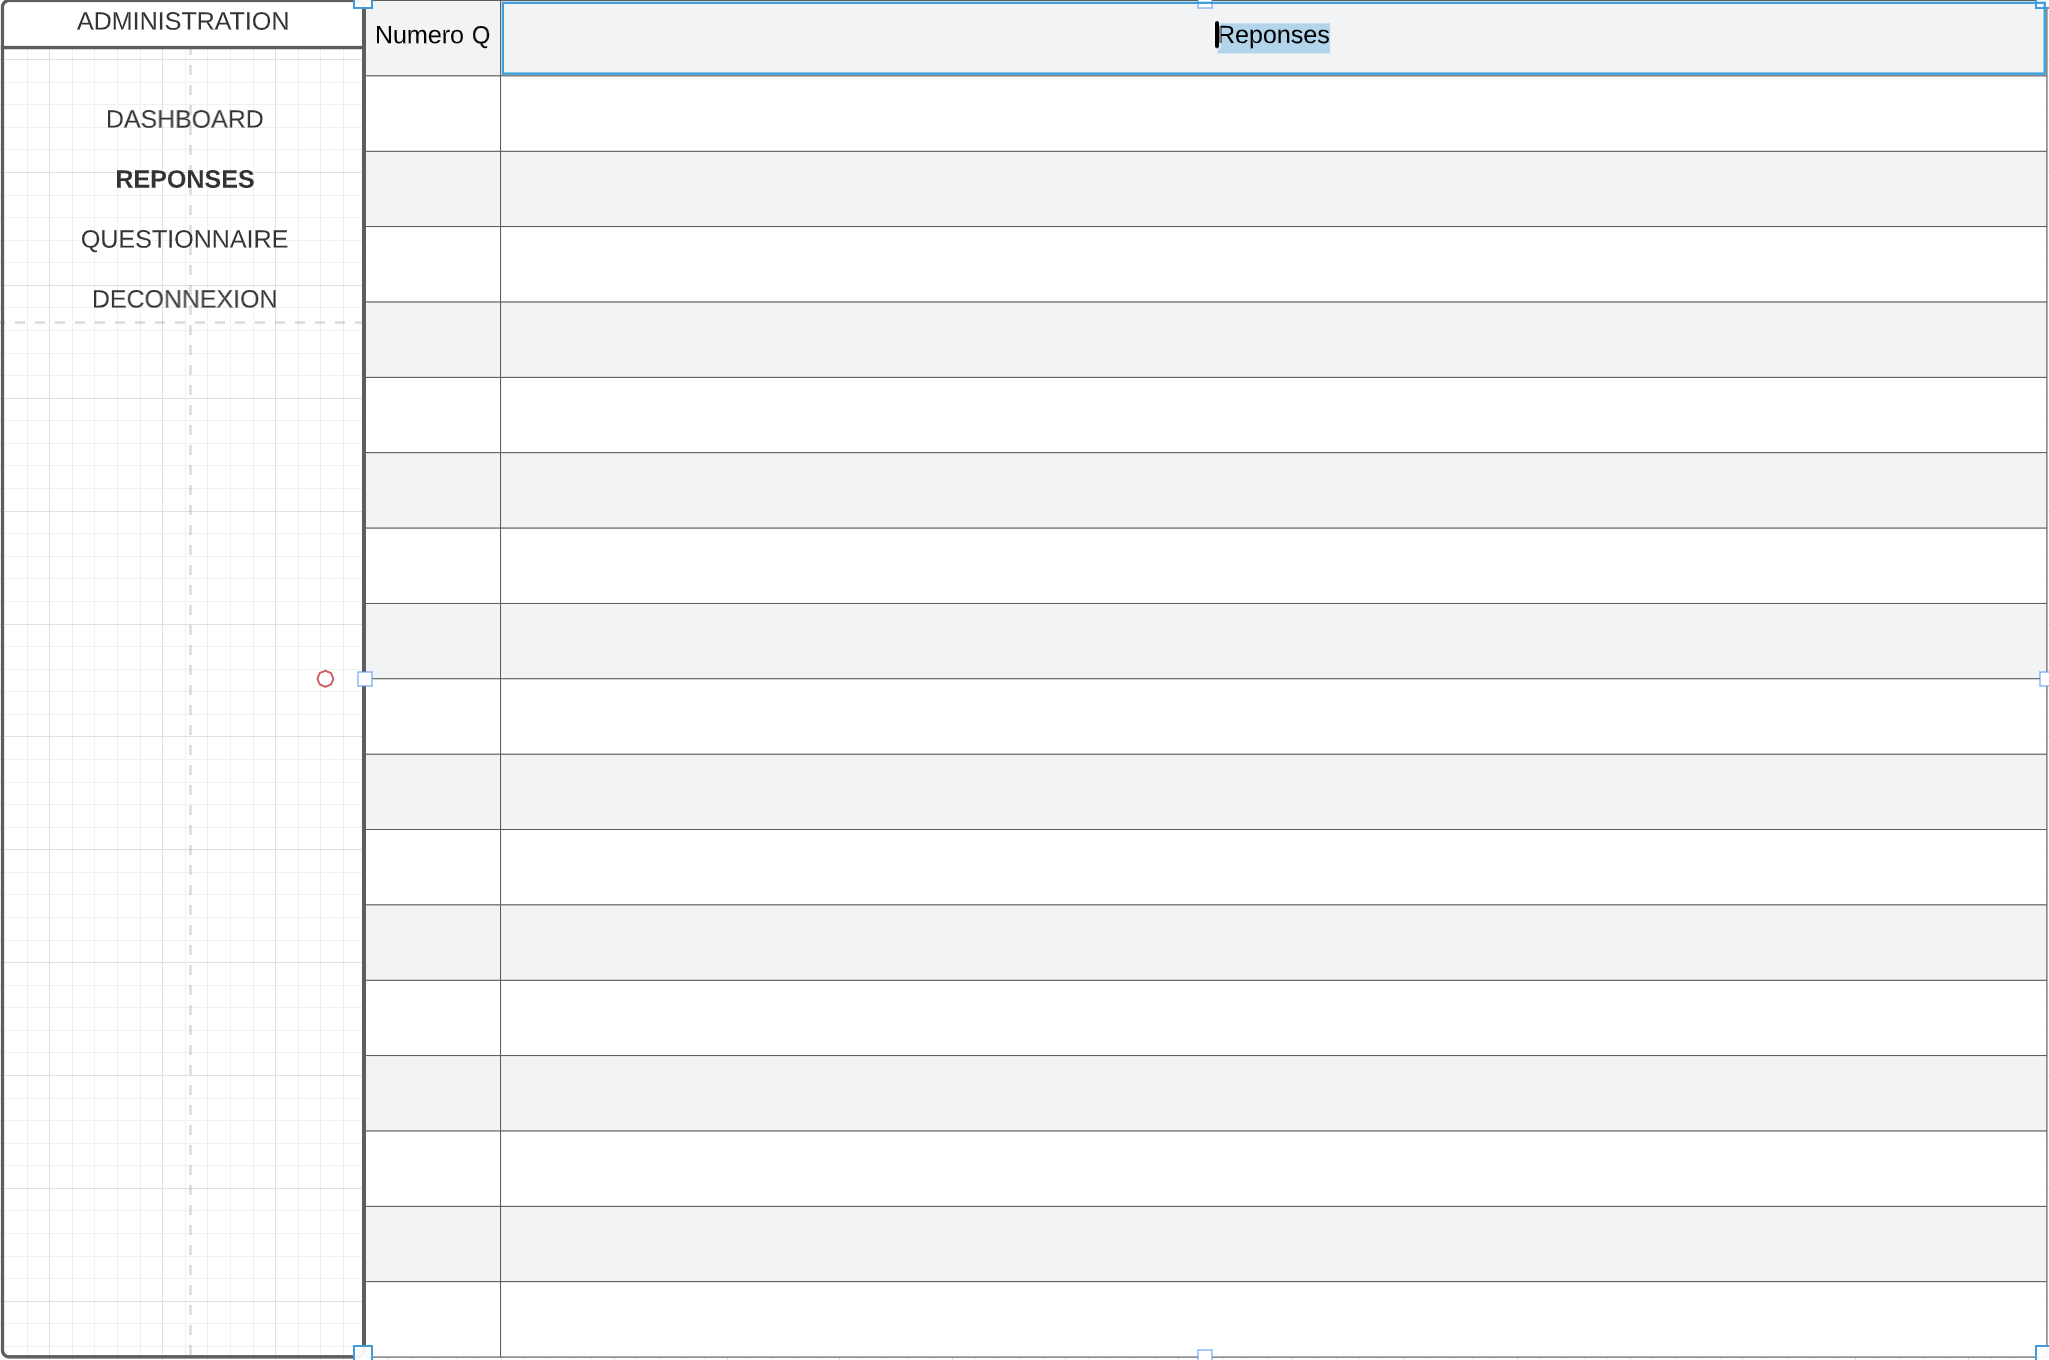 ADMINISTRATION
DASHBOARD
REPONSES
QUESTIONNAIRE
DECONNEXION
Numero Q
Reponses